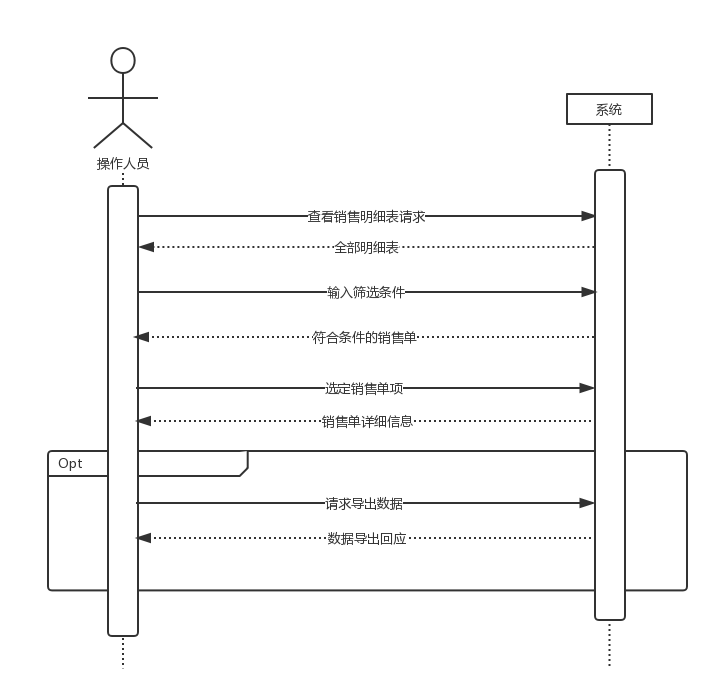 系统
操作人员
查看销售明细表请求
全部明细表
输入筛选条件
符合条件的销售单
选定销售单项
销售单详细信息
Opt
请求导出数据
数据导出回应